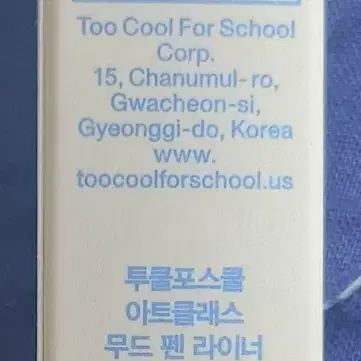 Too Cool For School
Corp.
15, Chanumul-ro,
Gwacheon-si,
Gyeonggi-do, Korea
www.
toocoolforschool.us
투쿨포스쿨
아트클래스
무드 펜 라이너